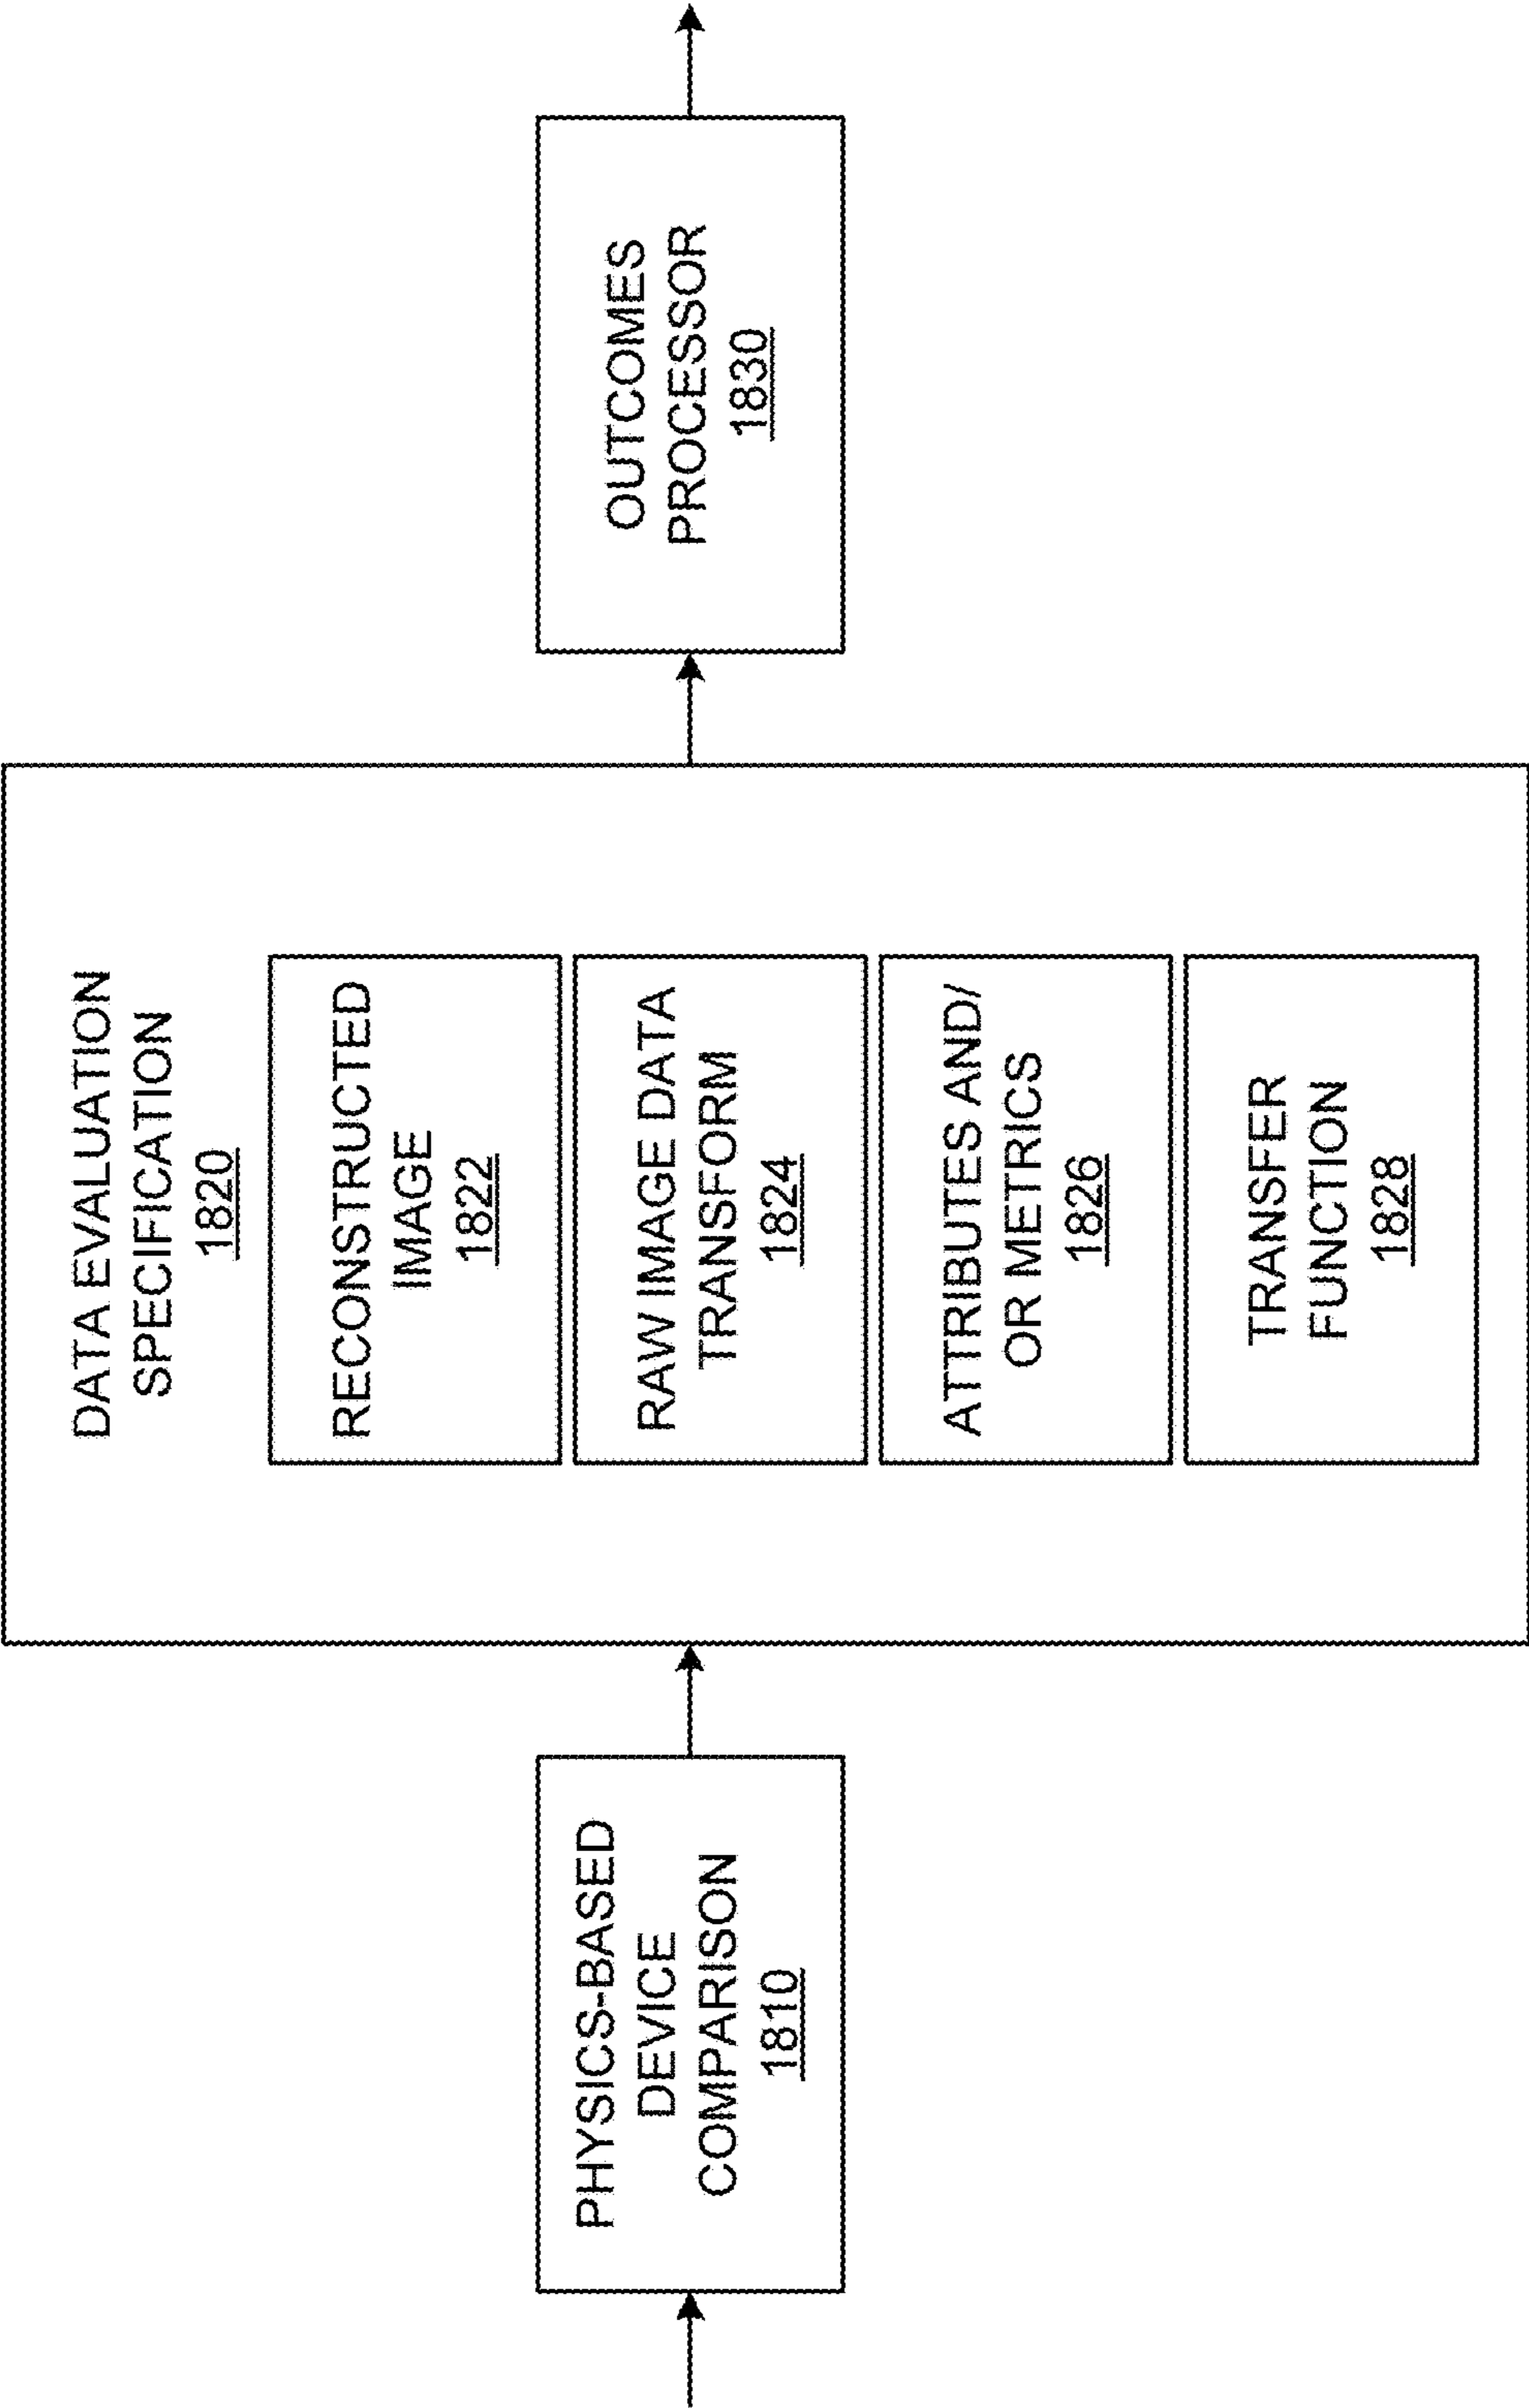 PHYSICS-BASED
DEVICE
COMPARISON
1810
DATA EVALUATION
SPECIFICATION
1820
RECONSTRUCTED
IMAGE
1822
RAW IMAGE DATA
TRANSFORM
1824
ATTRIBUTES AND/
OR METRICS
1826
TRANSFER
FUNCTION
1828
OUTCOMES
PROCESSOR
1830